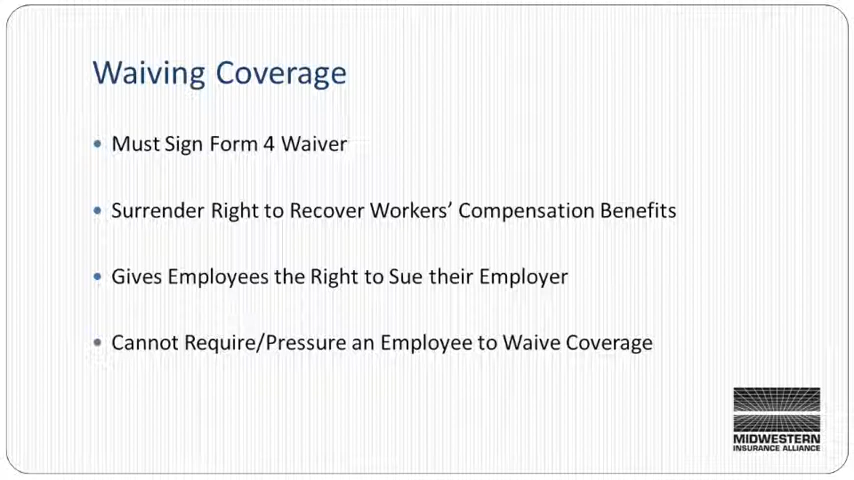 Waiving Coverage
• Must Sign Form 4 Waiver
• Surrender Right to Recover Workers’ Compensation Benefits
• Gives Employees the Right to Sue their Employer
• Cannot Require/Pressure an Employee to Waive Coverage
MIDWESTERN
INSURANCE ALLIANCE